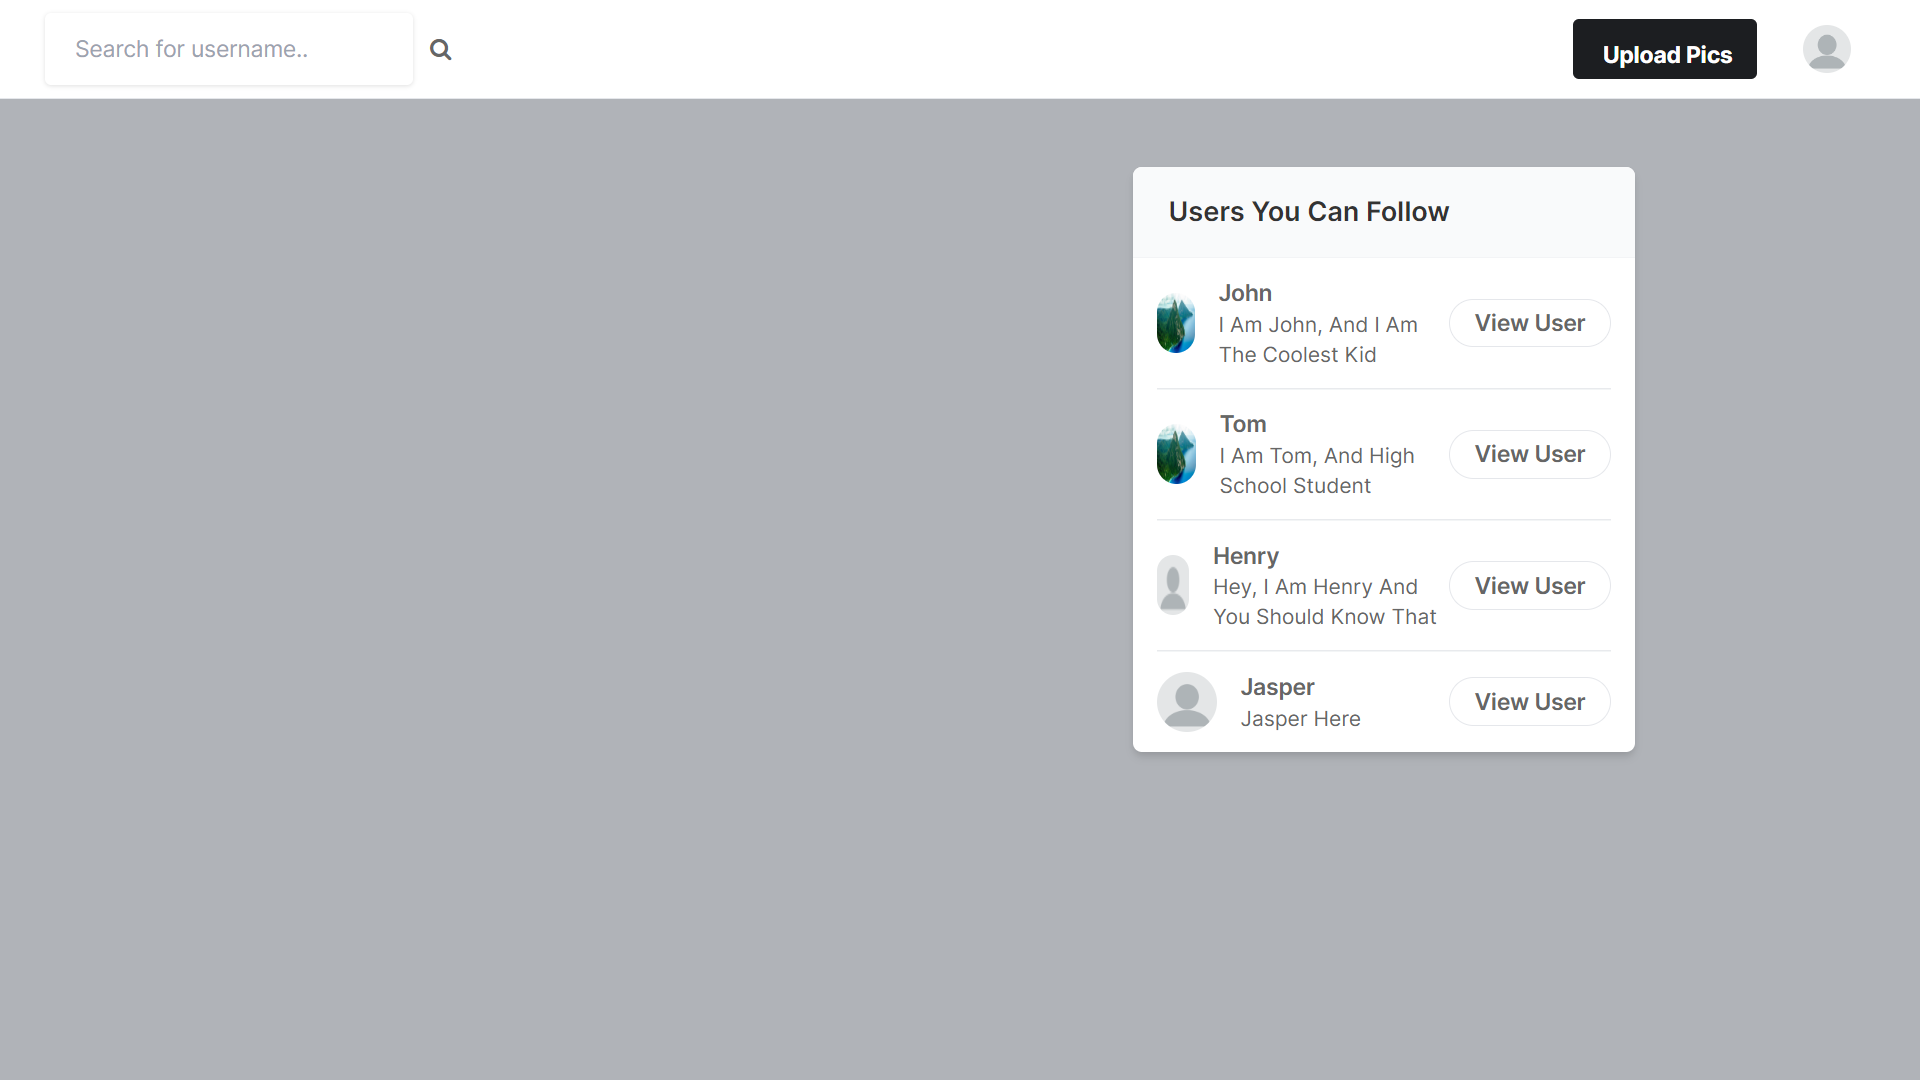 Search for username..
Upload Pics
Users You Can Follow
John
I Am John, And I Am
The Coolest Kid
View User
Tom
I Am Tom, And High
School Student
View User
Henry
Hey, I Am Henry And
You Should Know That
View User
Jasper
Jasper Here
View User